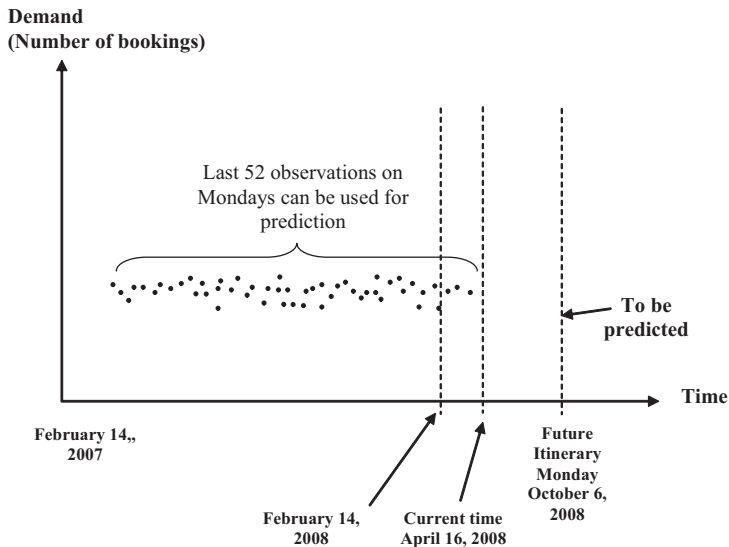 Demand
(Number of bookings)
Last 52 observations on
Mondays can be used for
prediction
To be
predicted
Time
February 14,,
2007
Future
Itinerary
Monday
October 6,
2008
February 14,
2008
Current time
April 16, 2008